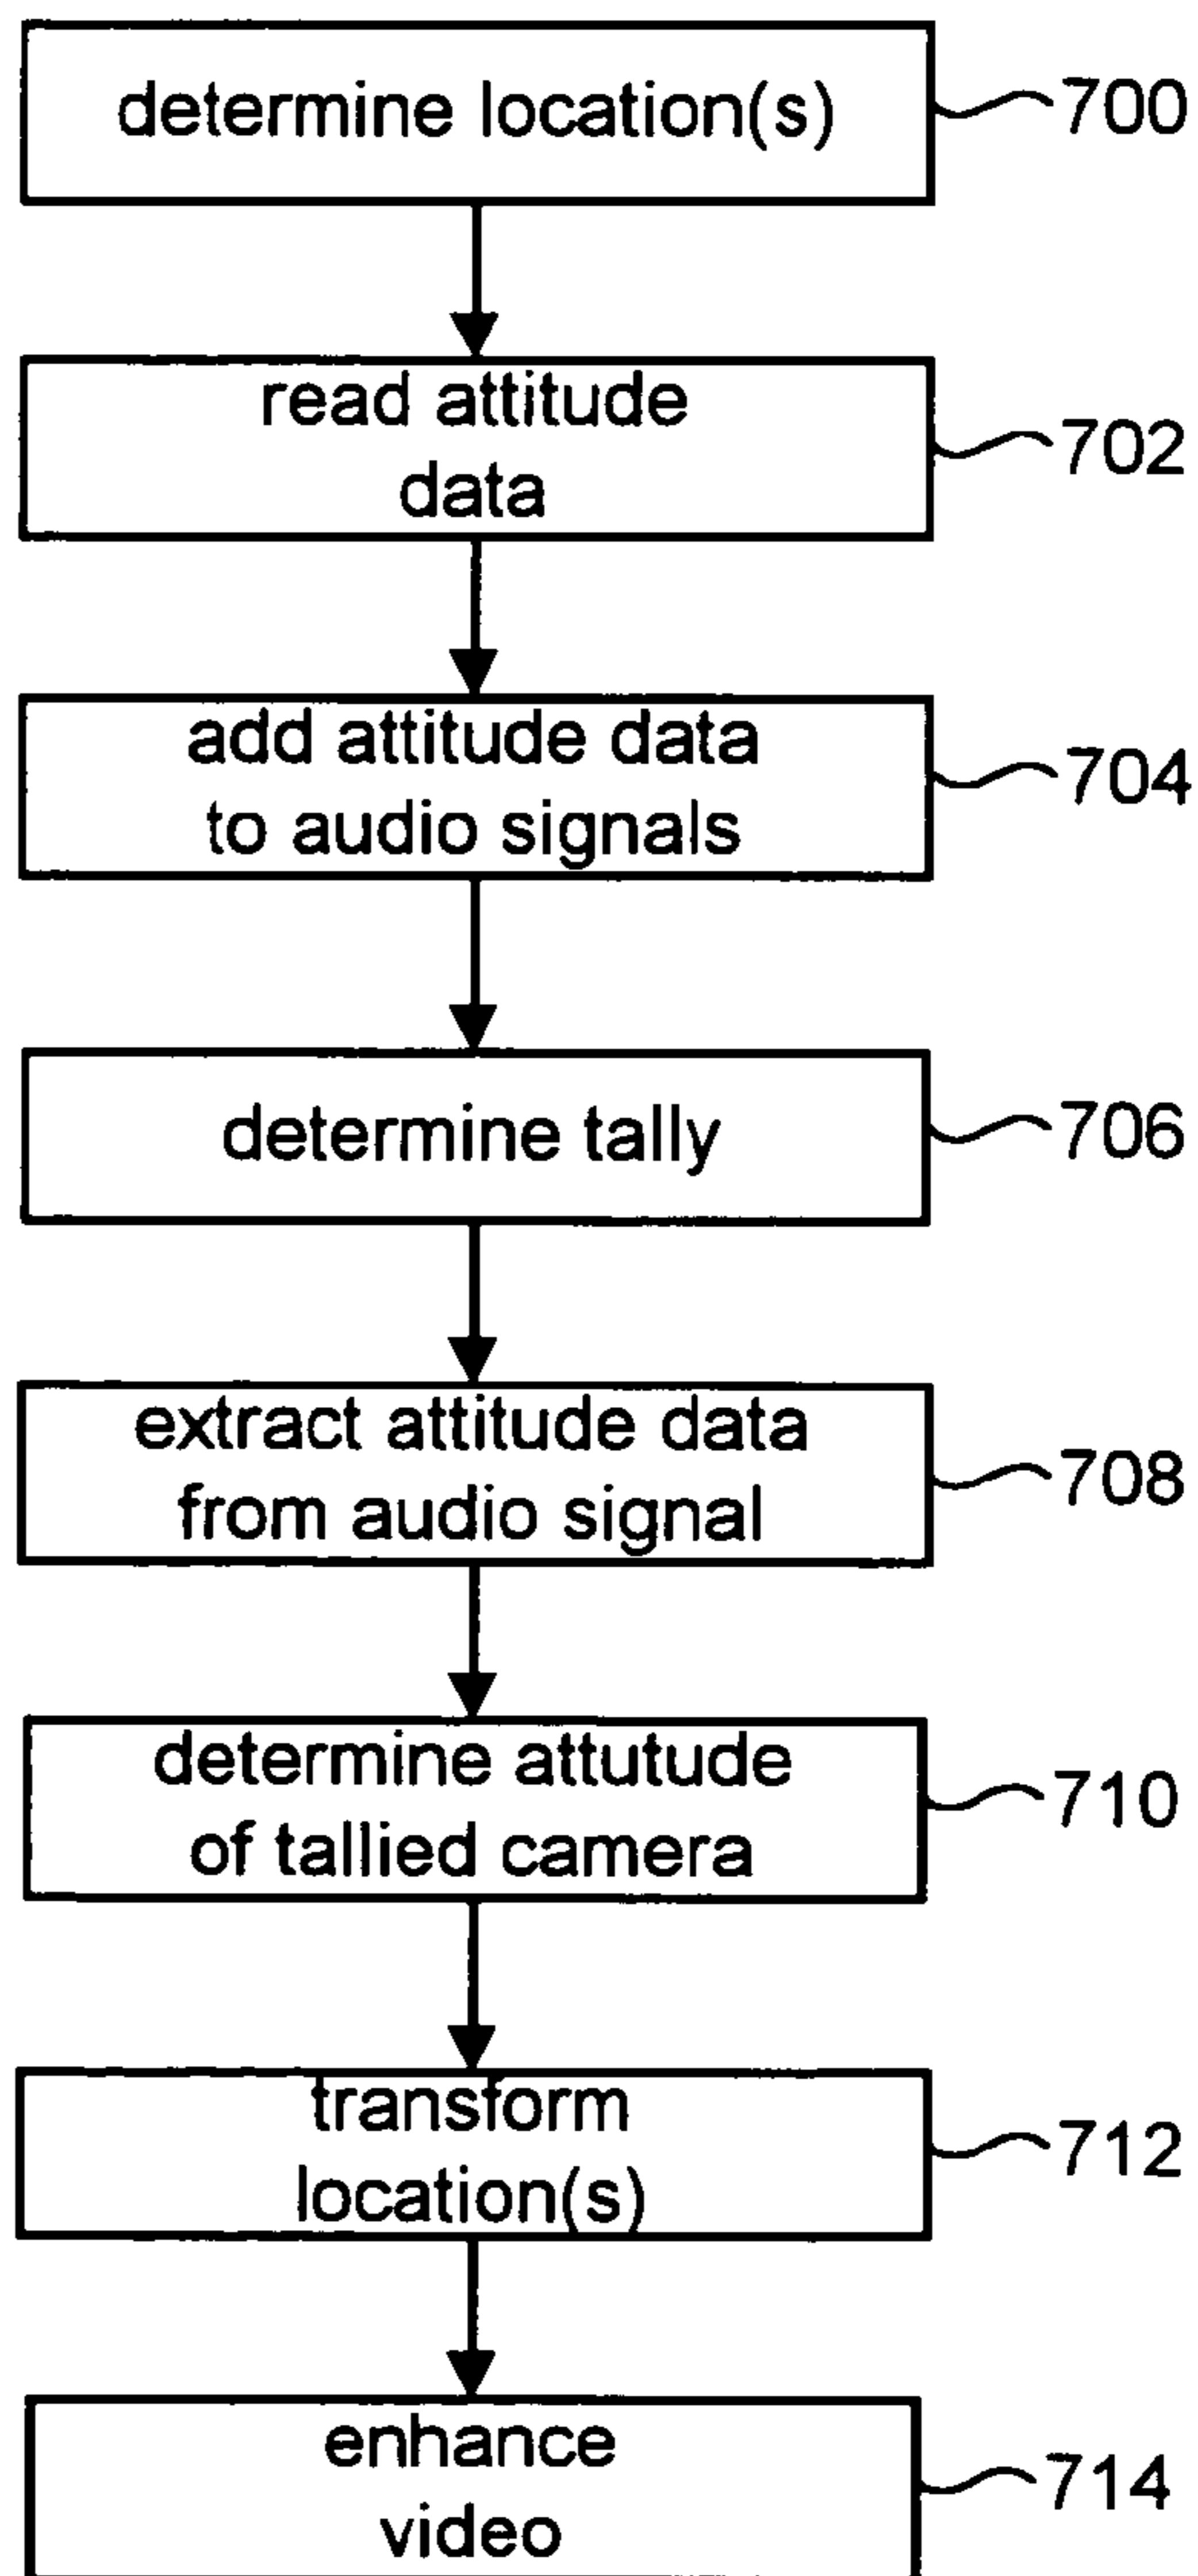 determine location(s)
700
read attitude
data
702
add attitude data
to audio signals
704
determine tally
706
extract attitude data
from audio signal
708
determine attutude
of tallied camera
710
transform
location(s)
712
enhance
video
714